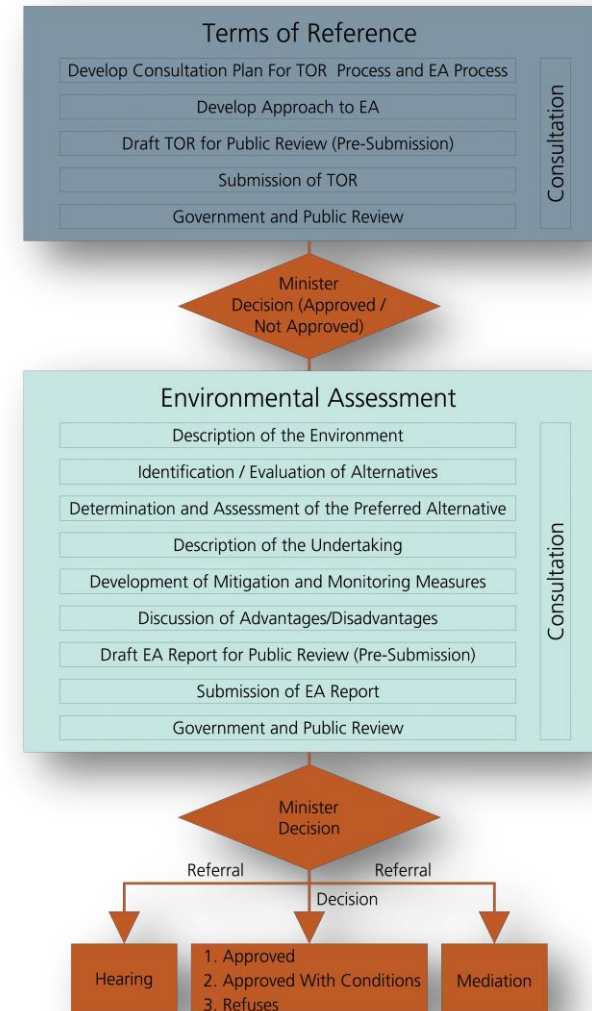 Terms of Reference
Develop Consultation Plan For TOR Process and EA Process
Develop Approach to EA
Draft TOR for Public Review (Pre-Submission)
Submission of TOR
Government and Public Review
Consultation
Minister
Decision (Approved /
Not Approved)
Environmental Assessment
Description of the Environment
Identification / Evaluation of Alternatives
Determination and Assessment of the Preferred Alternative
Description of the Undertaking
Development of Mitigation and Monitoring Measures
Discussion of Advantages/Disadvantages
Draft EA Report for Public Review (Pre-Submission)
Submission of EA Report
Government and Public Review
Consultation
Minister
Decision
Referral
Referral
Decision
Hearing
1. Approved
2. Approved With Conditions
3. Refuses
Mediation